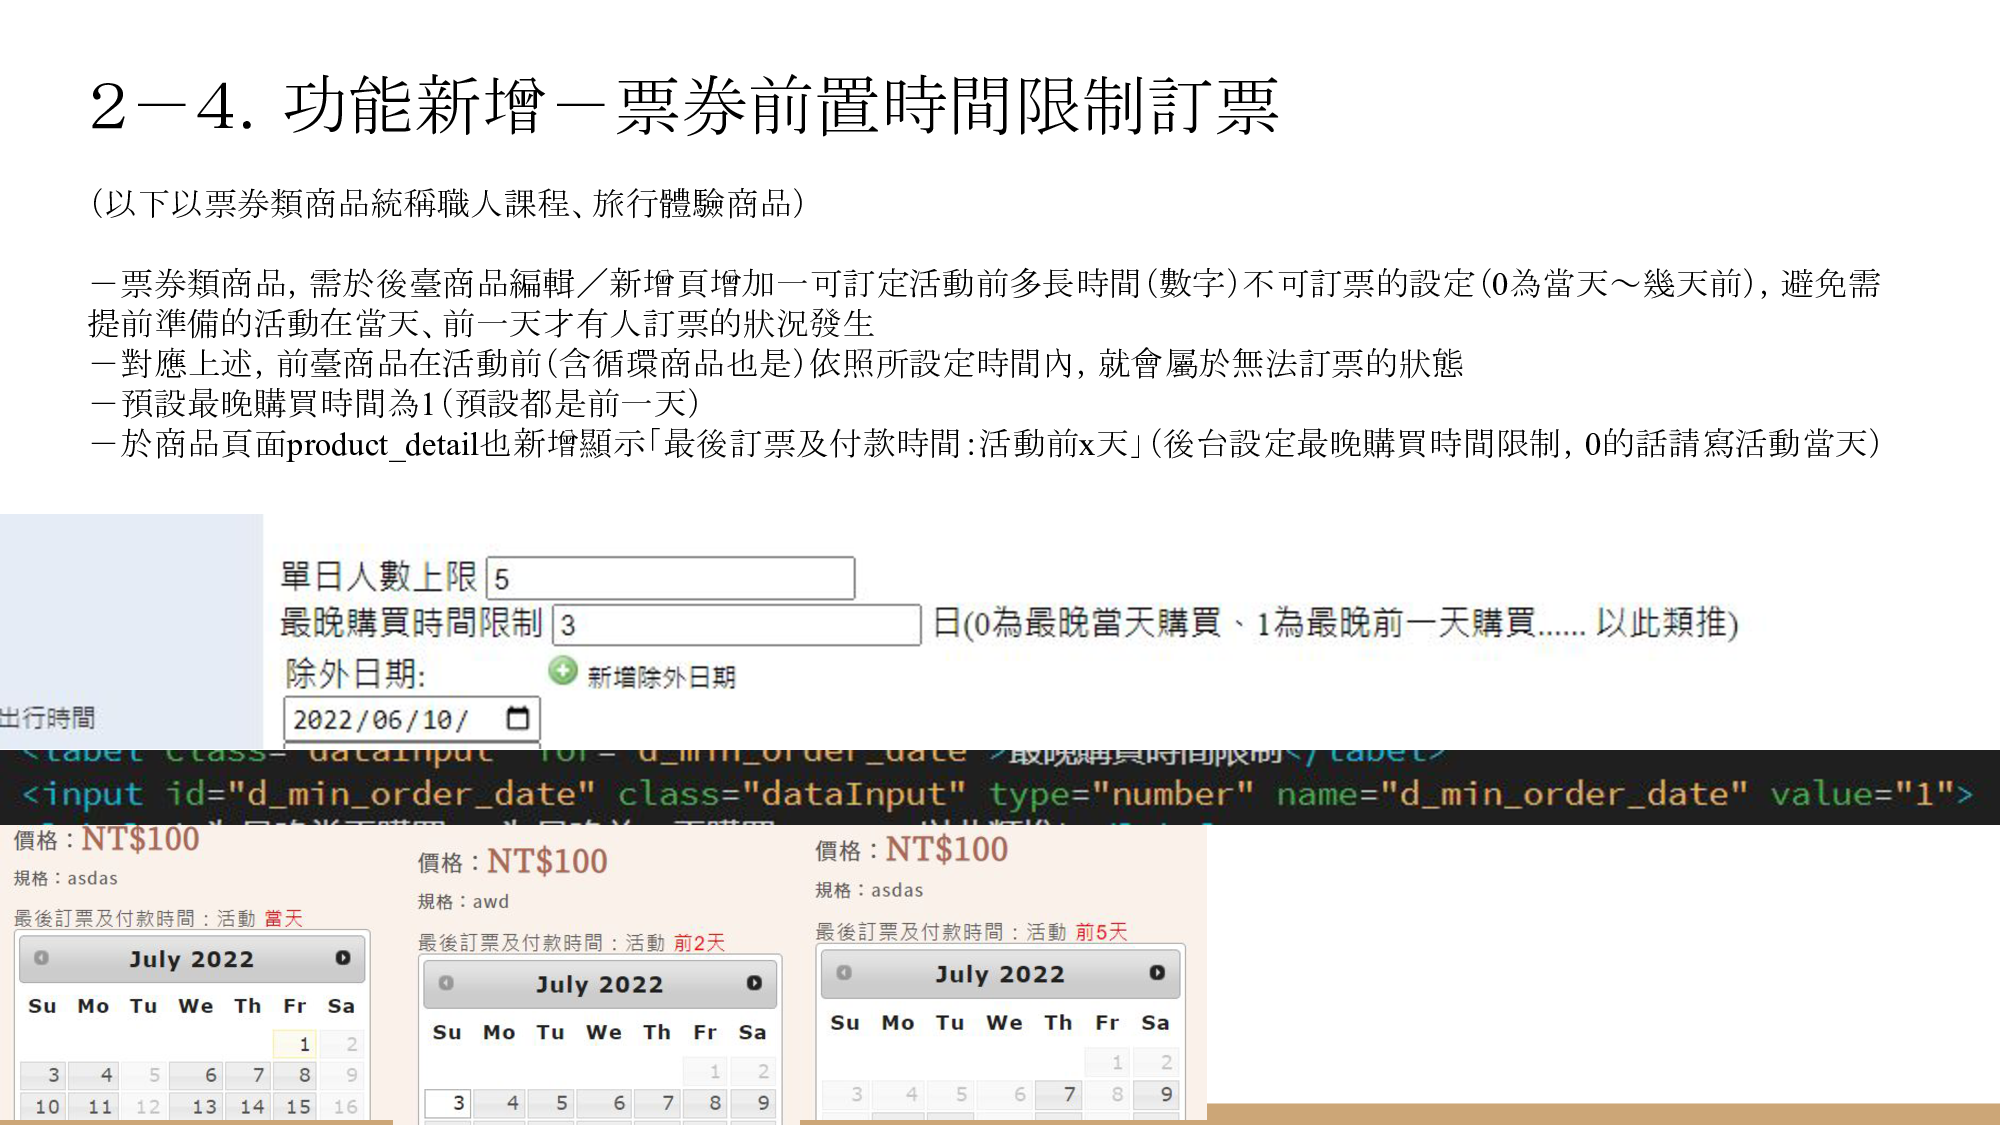 ２－４．功能新增－票券前置時間限制訂票
（以下以票券類商品統稱職人課程、旅行體驗商品）
－票券類商品，需於後臺商品編輯／新增頁增加一可訂定活動前多長時間（數字）不可訂票的設定（0為當天～幾天前），避免需
提前準備的活動在當天、前一天才有人訂票的狀況發生
－對應上述，前臺商品在活動前（含循環商品也是）依照所設定時間內，就會屬於無法訂票的狀態
－預設最晚購買時間為1（預設都是前一天）
－於商品頁面product_detail也新增顯示「最後訂票及付款時間：活動前x天」（後台設定最晚購買時間限制，0的話請寫活動當天）
單日人數上限 5
最晚購買時間限制 3 日(0為最晚當天購買、1為最晚前一天購買...... 以此類推)
除外日期: 新增除外日期
2022/06/10/
出行時間
<label class="dataInput" for="d_min_order_date">最晚購買時間限制</label>
<input id="d_min_order_date" class="dataInput" type="number" name="d_min_order_date" value="1">
價格：NT$100
規格：asdas
最後訂票及付款時間：活動 當天
July 2022
Su Mo Tu We Th Fr Sa
1 2
3 4 5 6 7 8 9
10 11 12 13 14 15 16
價格：NT$100
規格：awd
最後訂票及付款時間：活動 前2天
July 2022
Su Mo Tu We Th Fr Sa
1 2
3 4 5 6 7 8 9
價格：NT$100
規格：asdas
最後訂票及付款時間：活動 前5天
July 2022
Su Mo Tu We Th Fr Sa
1 2
3 4 5 6 7 8 9